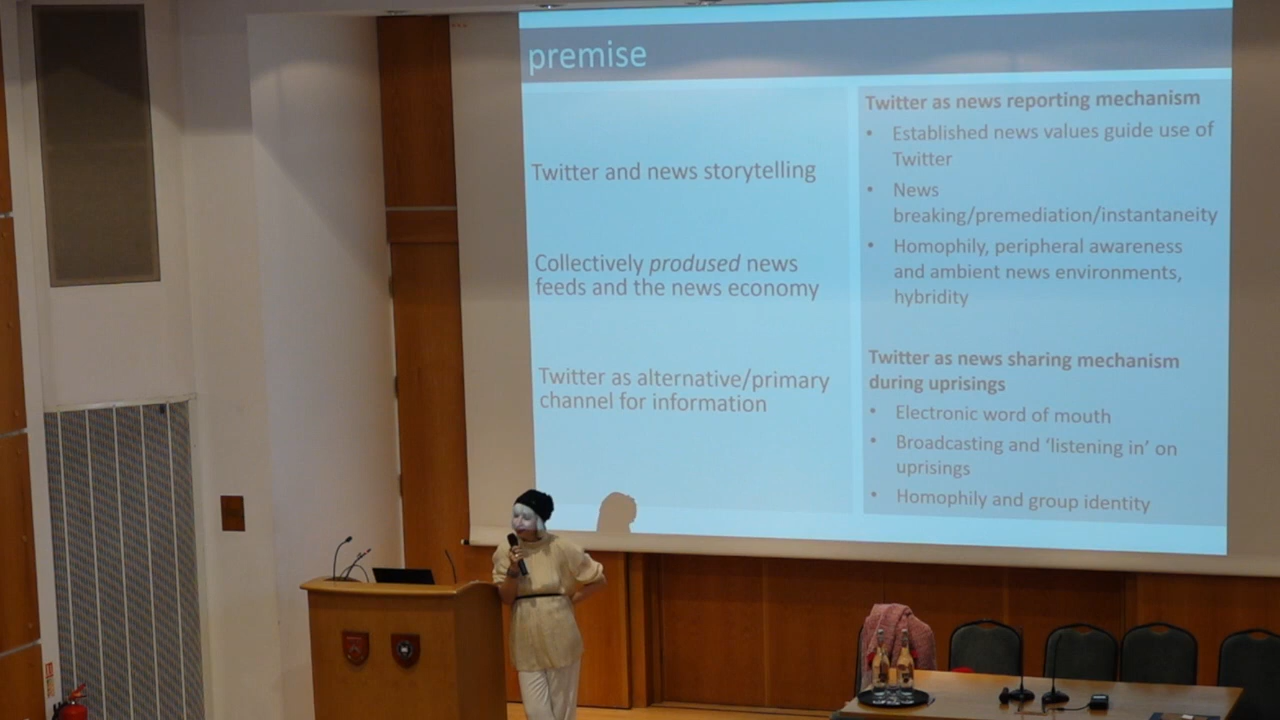 premise
Twitter and news storytelling
Collectively prodused news
feeds and the news economy
Twitter as alternative/primary
channel for information
Twitter as news reporting mechanism
• Established news values guide use of
Twitter
• News
breaking/premediation/instantaneity
• Homophily, peripheral awareness
and ambient news environments,
hybridity
Twitter as news sharing mechanism
during uprisings
• Electronic word of mouth
• Broadcasting and ‘listening in’ on
uprisings
• Homophily and group identity